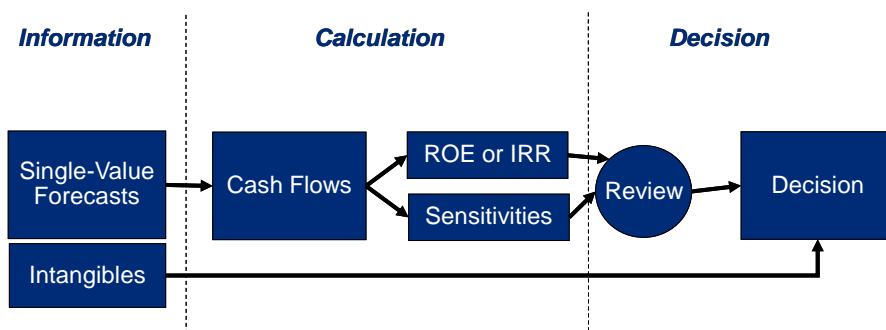 Information
Calculation
Decision
Single-Value
Forecasts
Cash Flows
ROE or IRR
Sensitivities
Review
Decision
Intangibles